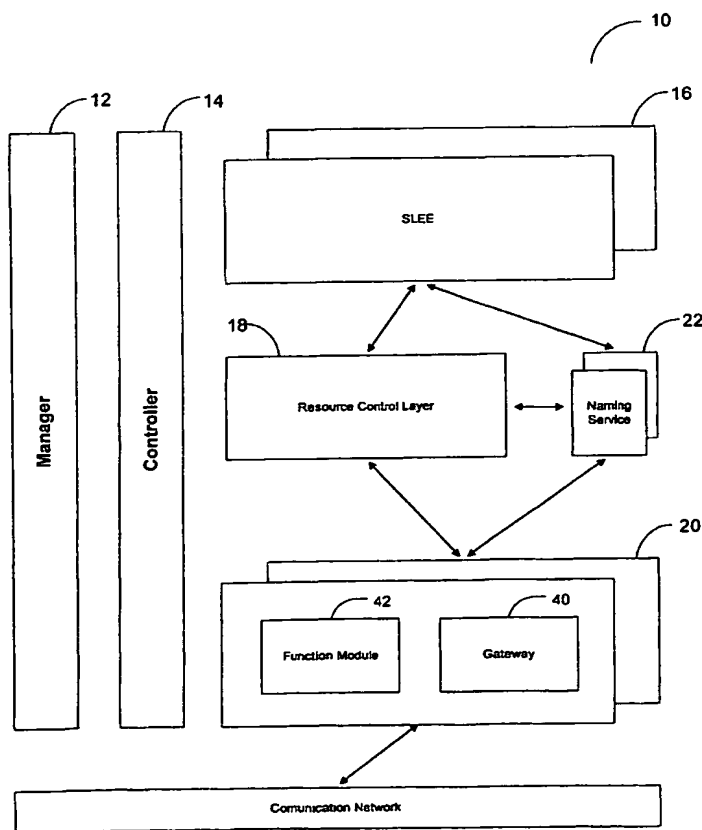 10
12
14
16
SLEE
18
22
Resource Control Layer
Naming
Service
Manager
Controller
20
42
40
Function Module
Gateway
Comunication Network